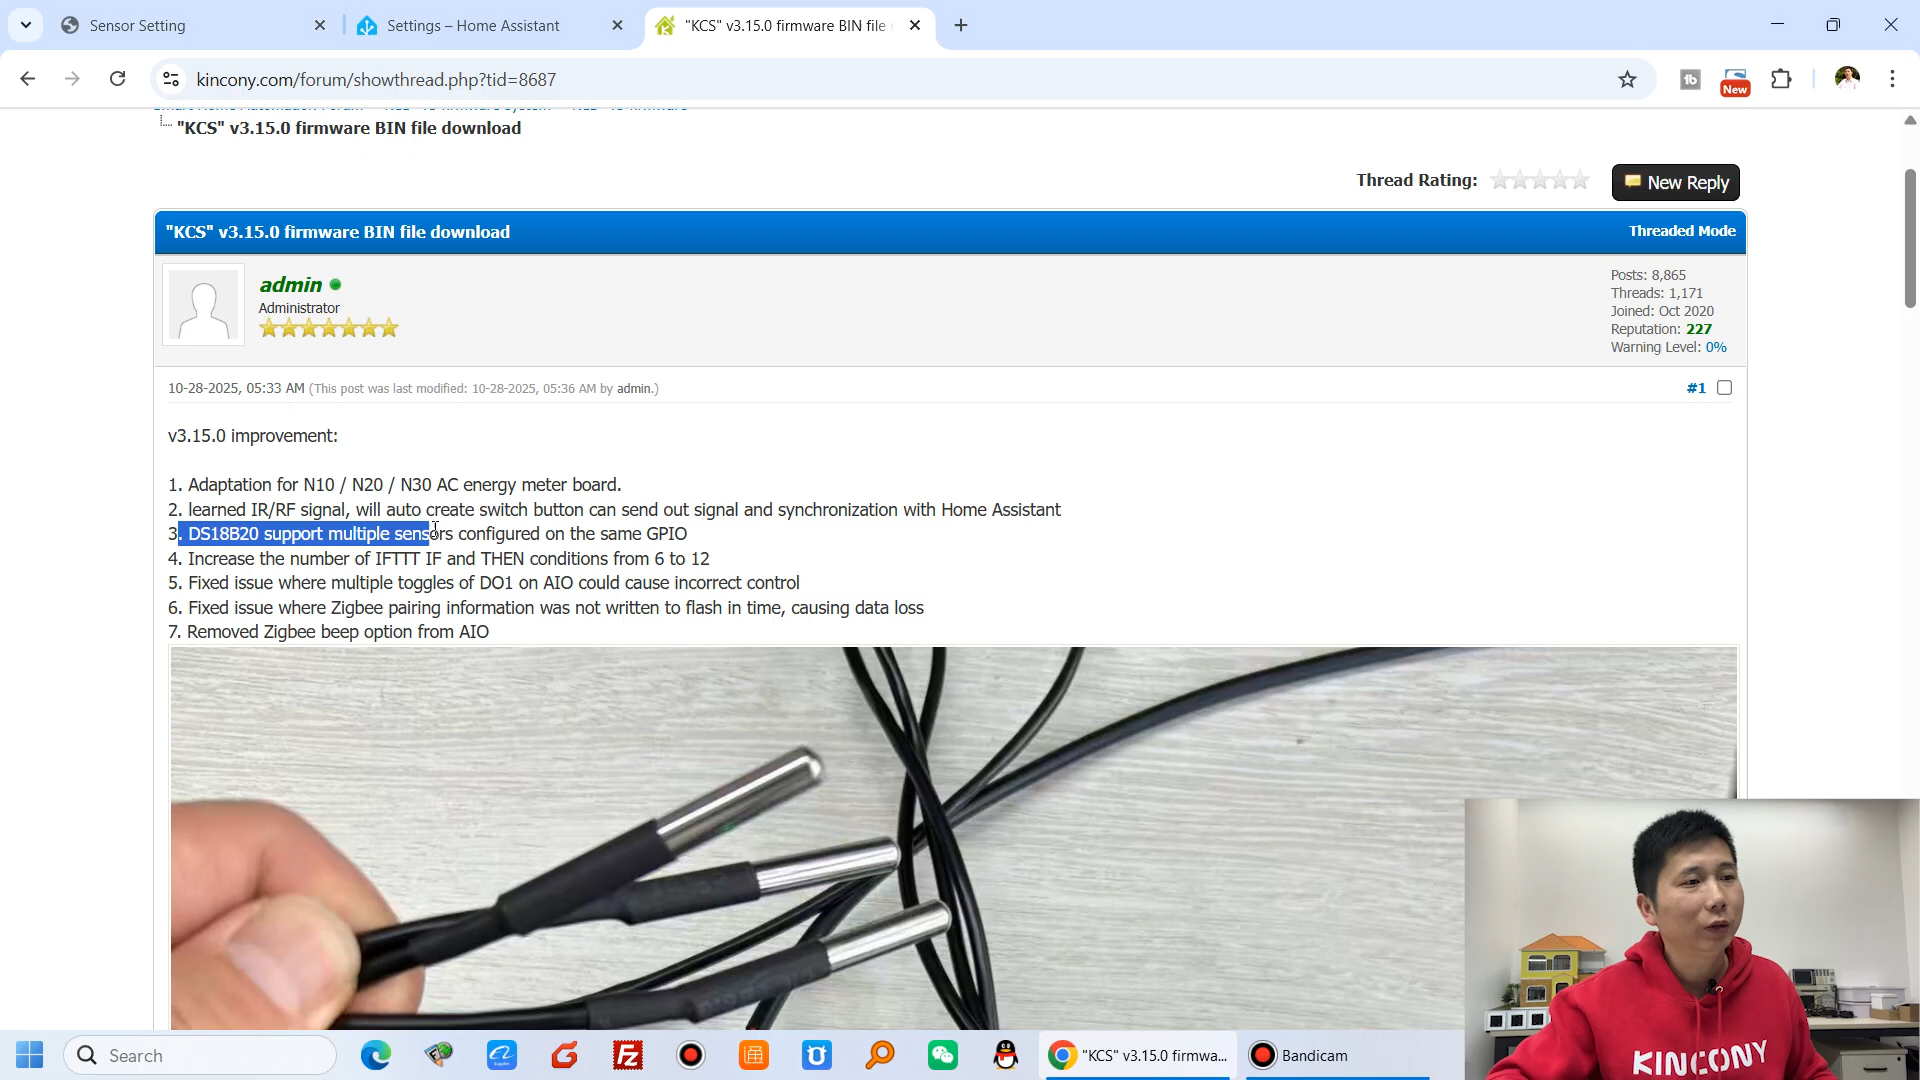 Sensor Setting
Settings – Home Assistant
"KCS" v3.15.0 firmware BIN file
kincony.com/forum/showthread.php?tid=8687
New
"KCS" v3.15.0 firmware BIN file download
Thread Rating:
New Reply
"KCS" v3.15.0 firmware BIN file download
Threaded Mode
admin
Administrator
Posts: 8,865
Threads: 1,171
Joined: Oct 2020
Reputation: 227
Warning Level: 0%
10-28-2025, 05:33 AM (This post was last modified: 10-28-2025, 05:36 AM by admin.)
#1
v3.15.0 improvement:
1. Adaptation for N10 / N20 / N30 AC energy meter board.
2. learned IR/RF signal, will auto create switch button can send out signal and synchronization with Home Assistant
3. DS18B20 support multiple sensors configured on the same GPIO
4. Increase the number of IFTTT IF and THEN conditions from 6 to 12
5. Fixed issue where multiple toggles of DO1 on AIO could cause incorrect control
6. Fixed issue where Zigbee pairing information was not written to flash in time, causing data loss
7. Removed Zigbee beep option from AIO
KINCONY
Search
"KCS" v3.15.0 firmwa...
Bandicam